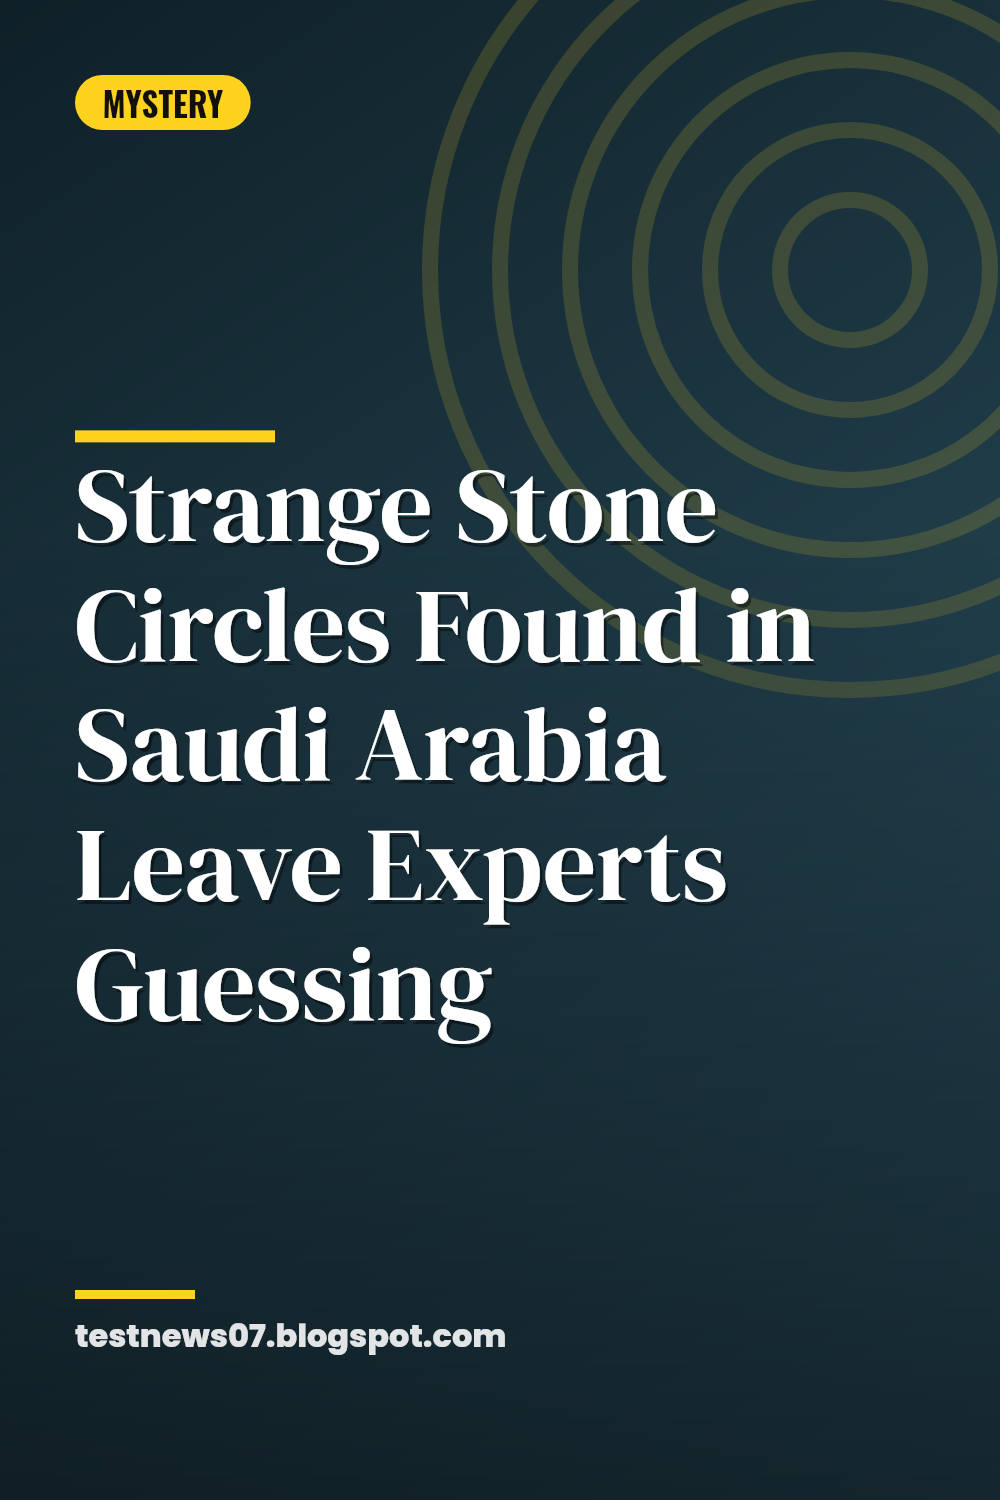 MYSTERY
Strange Stone
Circles Found in
Saudi Arabia
Leave Experts
Guessing
testnews07.blogspot.com